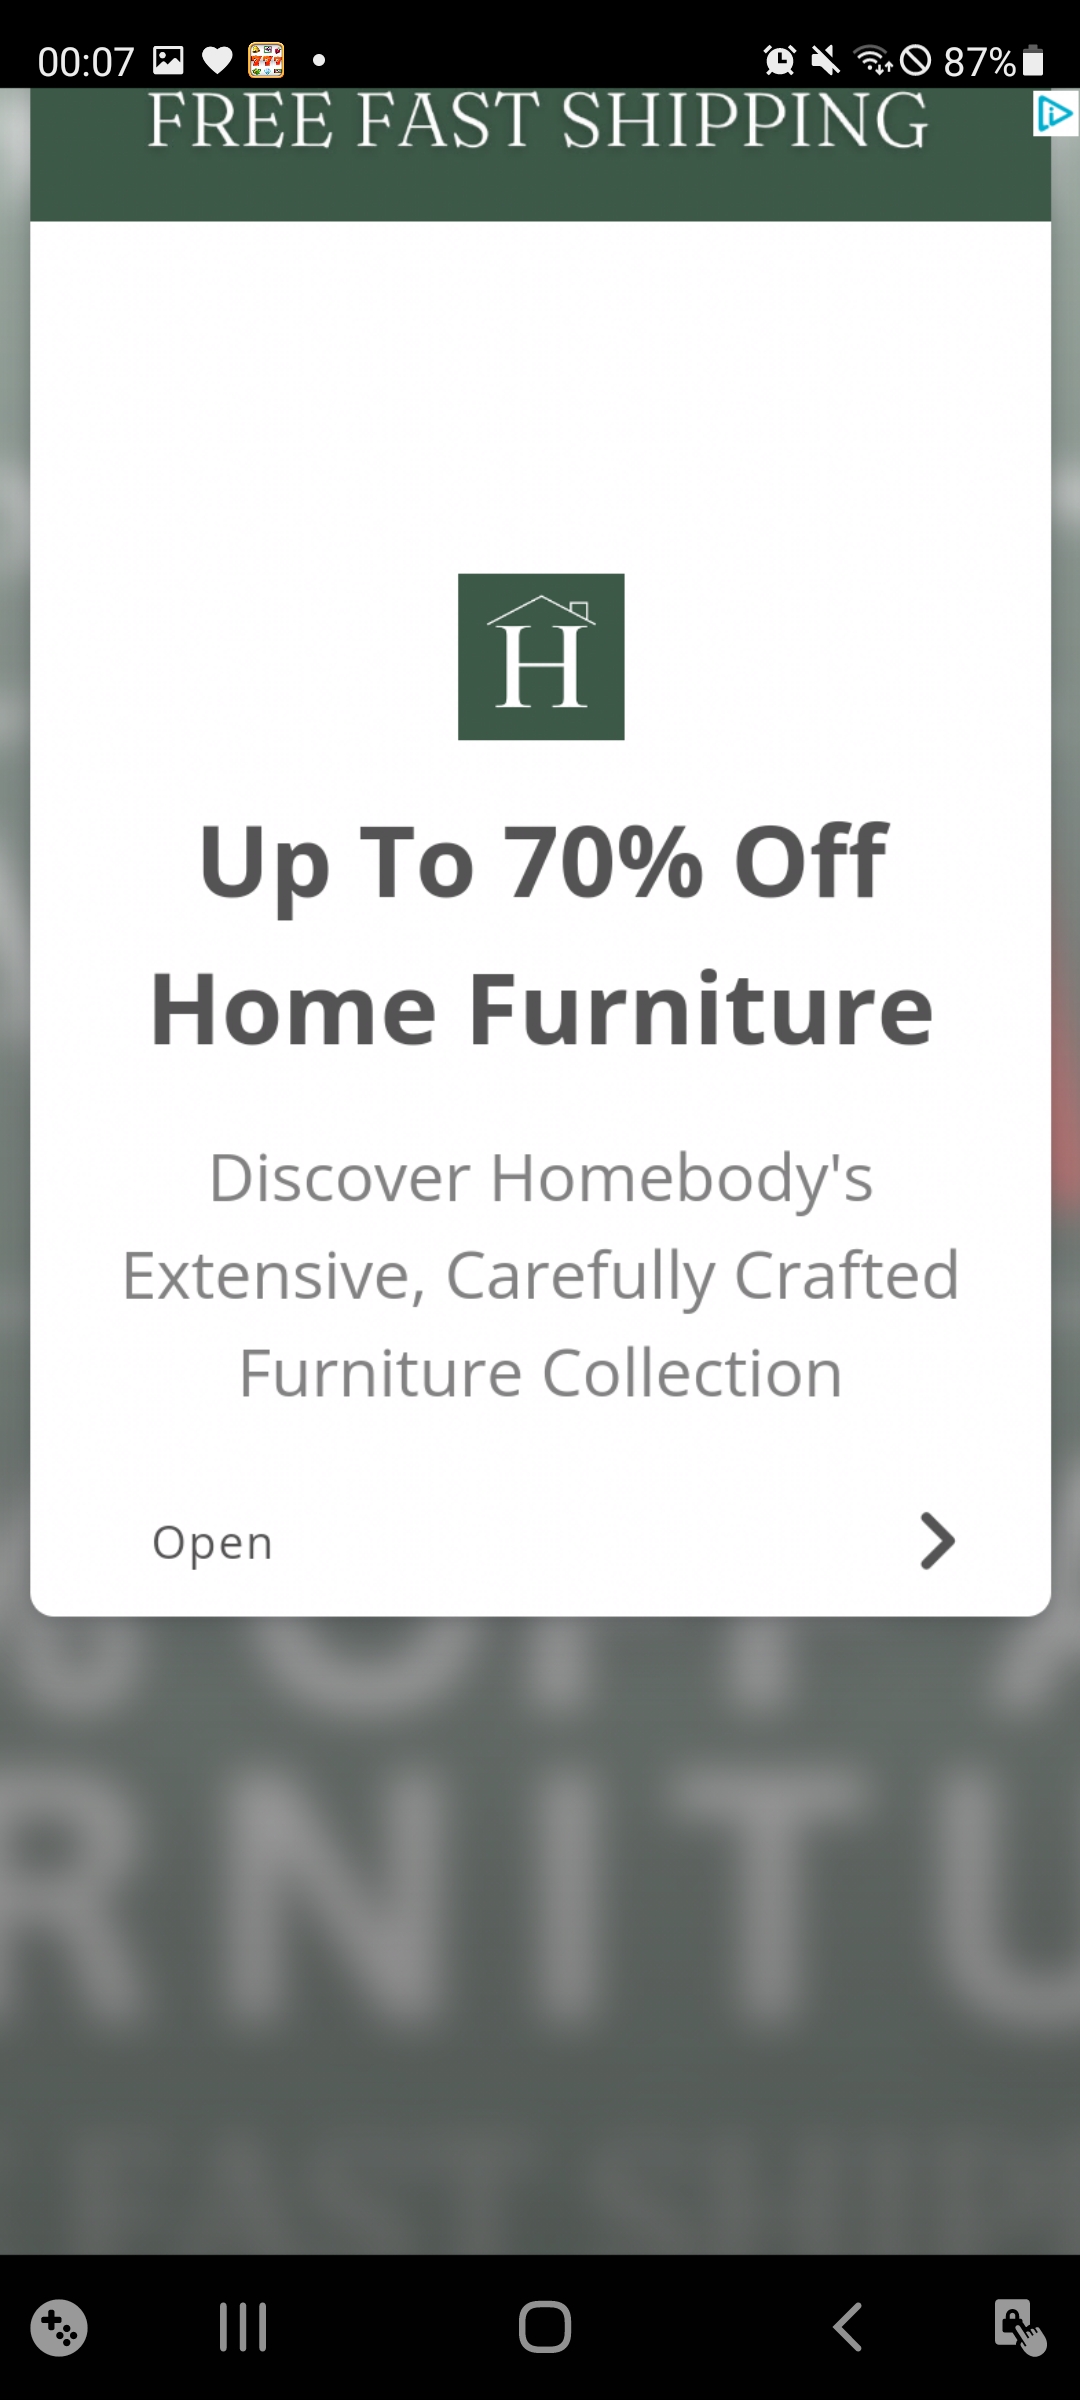 00:07
87%
FREE FAST SHIPPING
H
Up To 70% Off
Home Furniture
Discover Homebody's
Extensive, Carefully Crafted
Furniture Collection
Open
RNITU